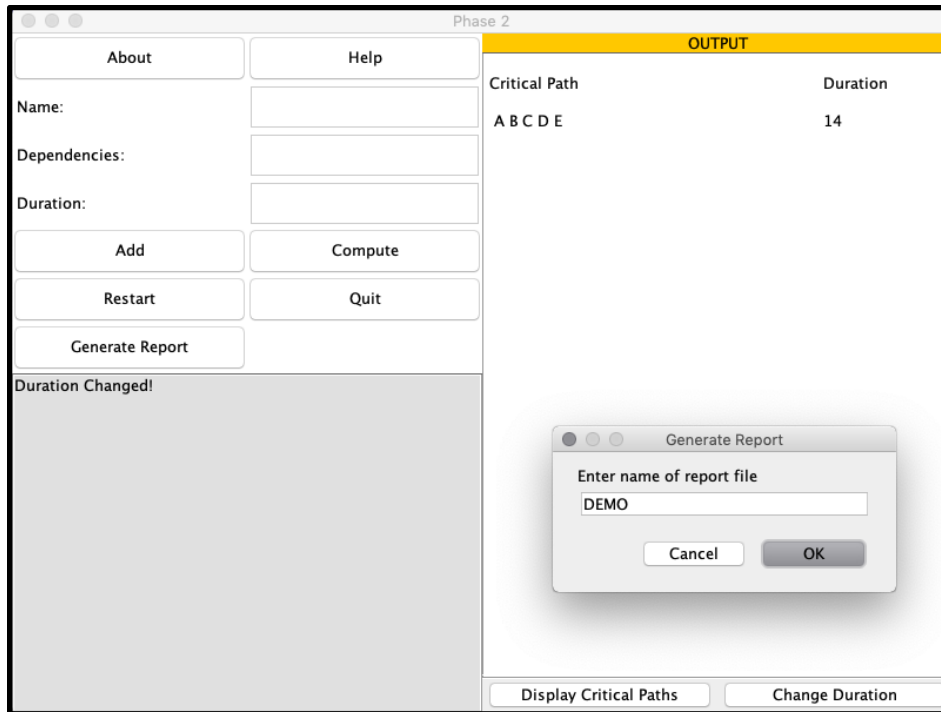 Phase 2
About Help
Name:
Dependencies:
Duration:
Add Compute
Restart Quit
Generate Report
Duration Changed!
OUTPUT
Critical Path Duration
A B C D E 14
Generate Report
Enter name of report file
DEMO
Cancel OK
Display Critical Paths Change Duration